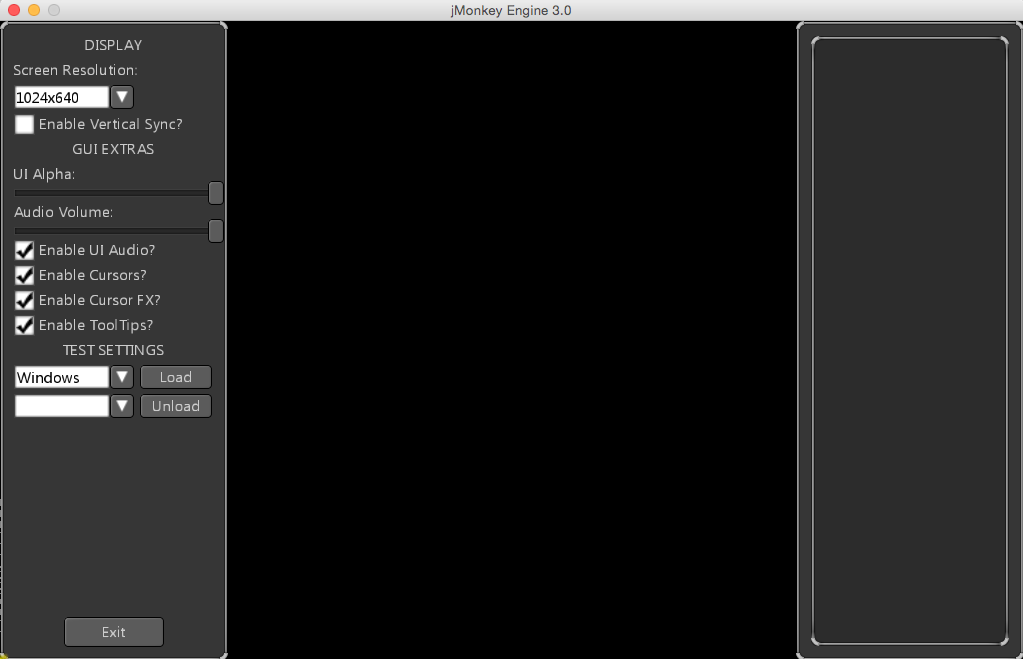 jMonkey Engine 3.0
DISPLAY
Screen Resolution:
1024x640
Enable Vertical Sync?
GUI EXTRAS
UI Alpha:
Audio Volume:
Enable UI Audio?
Enable Cursors?
Enable Cursor FX?
Enable ToolTips?
TEST SETTINGS
Windows Load
Unload
Exit